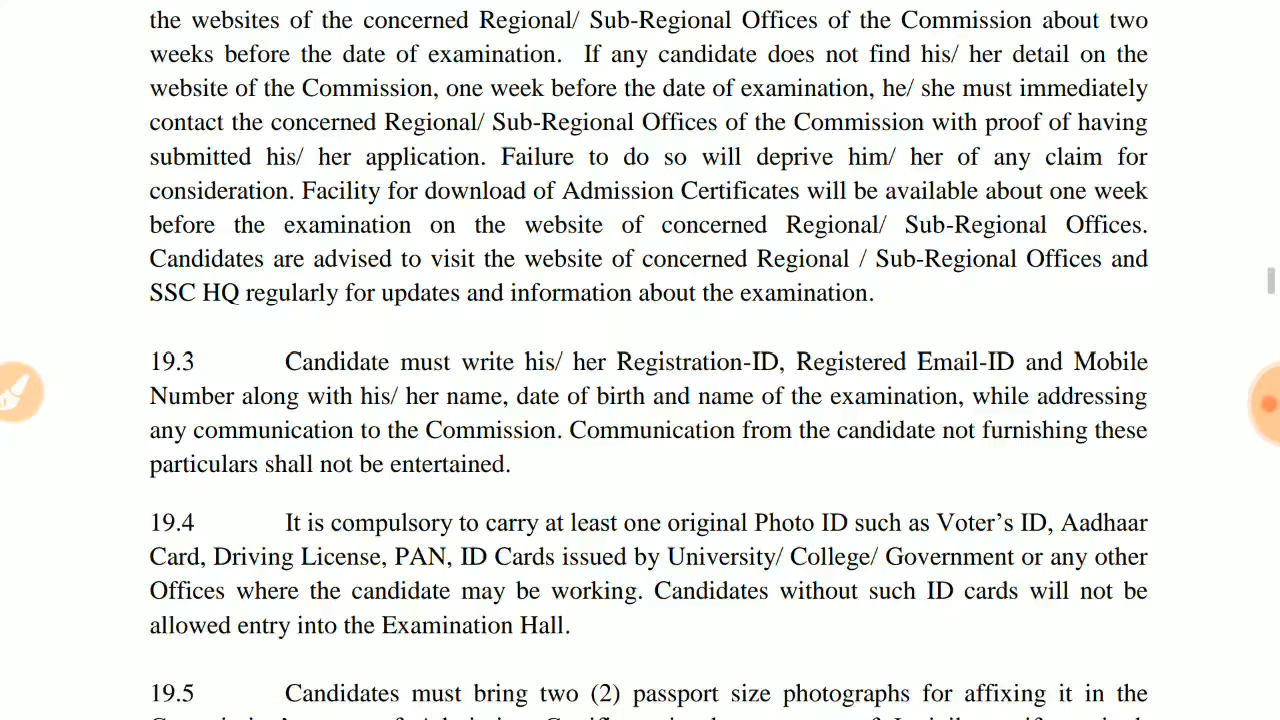 the websites of the concerned Regional/ Sub-Regional Offices of the Commission about two
weeks before the date of examination. If any candidate does not find his/ her detail on the
website of the Commission, one week before the date of examination, he/ she must immediately
contact the concerned Regional/ Sub-Regional Offices of the Commission with proof of having
submitted his/ her application. Failure to do so will deprive him/ her of any claim for
consideration. Facility for download of Admission Certificates will be available about one week
before the examination on the website of concerned Regional/ Sub-Regional Offices.
Candidates are advised to visit the website of concerned Regional / Sub-Regional Offices and
SSC HQ regularly for updates and information about the examination.
19.3 Candidate must write his/ her Registration-ID, Registered Email-ID and Mobile
Number along with his/ her name, date of birth and name of the examination, while addressing
any communication to the Commission. Communication from the candidate not furnishing these
particulars shall not be entertained.
19.4 It is compulsory to carry at least one original Photo ID such as Voter's ID, Aadhaar
Card, Driving License, PAN, ID Cards issued by University/ College/ Government or any other
Offices where the candidate may be working. Candidates without such ID cards will not be
allowed entry into the Examination Hall.
19.5 Candidates must bring two (2) passport size photographs for affixing it in the